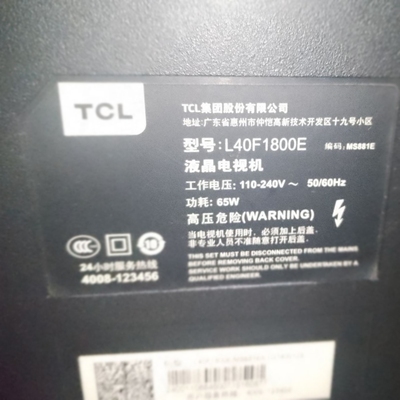 TCL
TCL集团股份有限公司
地址:广东省惠州市仲恺高新技术开发区十九号小区
型号: L40F1800E
编码: MS881E
液晶电视机
工作电压: 110-240V ~ 50/60Hz
功耗: 65W
高压危险(WARNING)
当电视机使用时,必须加上后盖.
非专业人员不准随意打开后盖.
THIS SET MUST BE DISCONNECTED FROM THE MAINS
BEFORE REMOVING THE BACK COVER.
SERVICE WORK SHOULD ONLY BE UNDERTAKEN BY A
QUALIFIED ENGINEER.
10
24小时服务热线
4008-123456